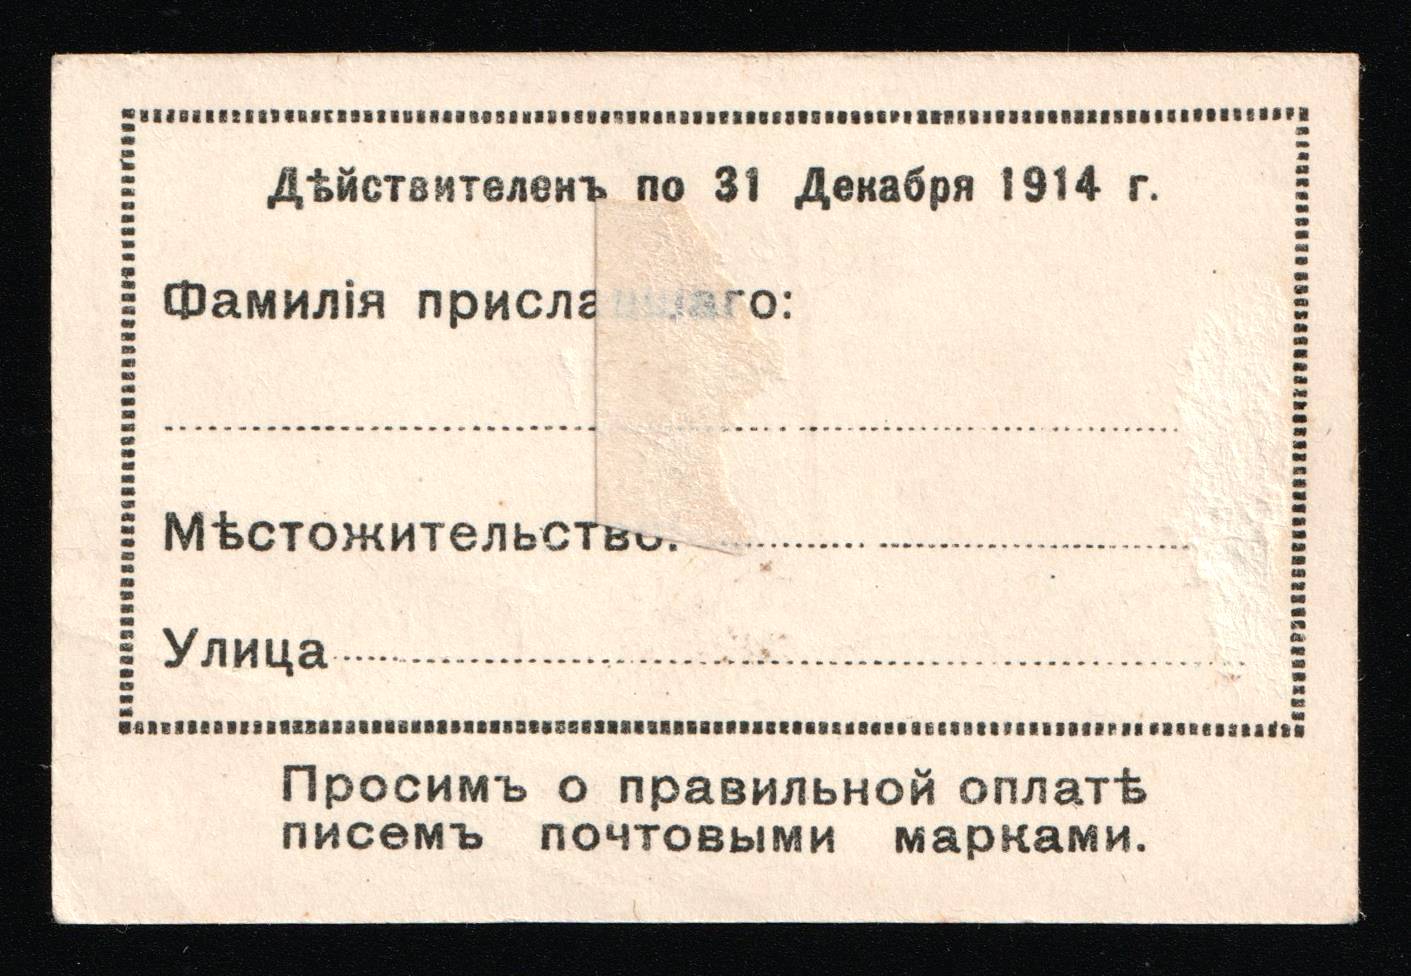 Дѣйствителенъ по 31 Декабря 1914 г.
Фамилія приславшаго:
Мѣстожительство:
Улица
Просимъ о правильной оплатѣ
писемъ почтовыми марками.